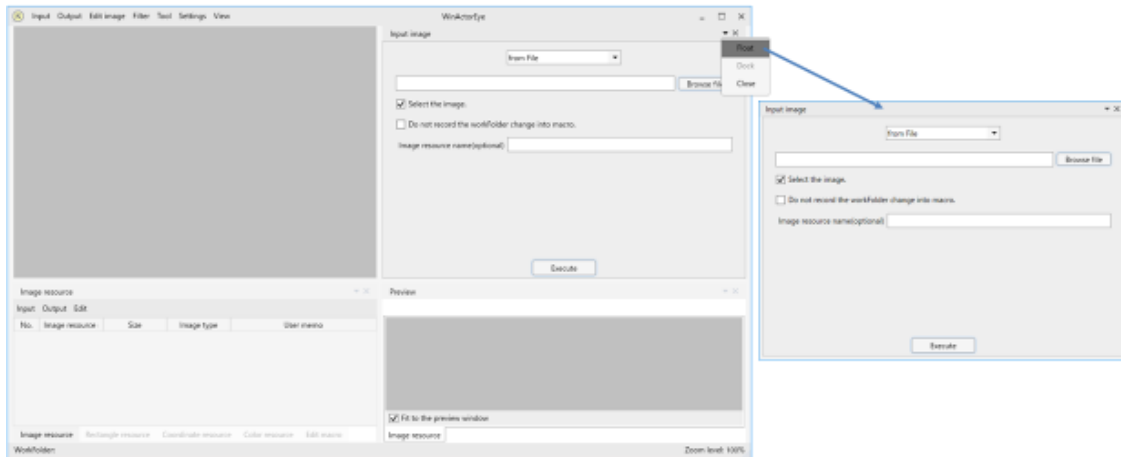 Input Output Edit image Filter Tool Settings View
WinActorEye
Input image
Float
Dock
Close
from File
Browse file
Select the image.
Do not record the workFolder change into macro.
Image resource name(optional)
Execute
Input image
from File
Browse file
Select the image.
Do not record the workFolder change into macro.
Image resource name(optional)
Execute
Image resource
Input Output Edit
No. Image resource Size Image type User memo
Image resource Rectangle resource Coordinate resource Color resource Edit macro
Preview
Fit to the preview window
Image resource
WorkFolder:
Zoom level: 100%